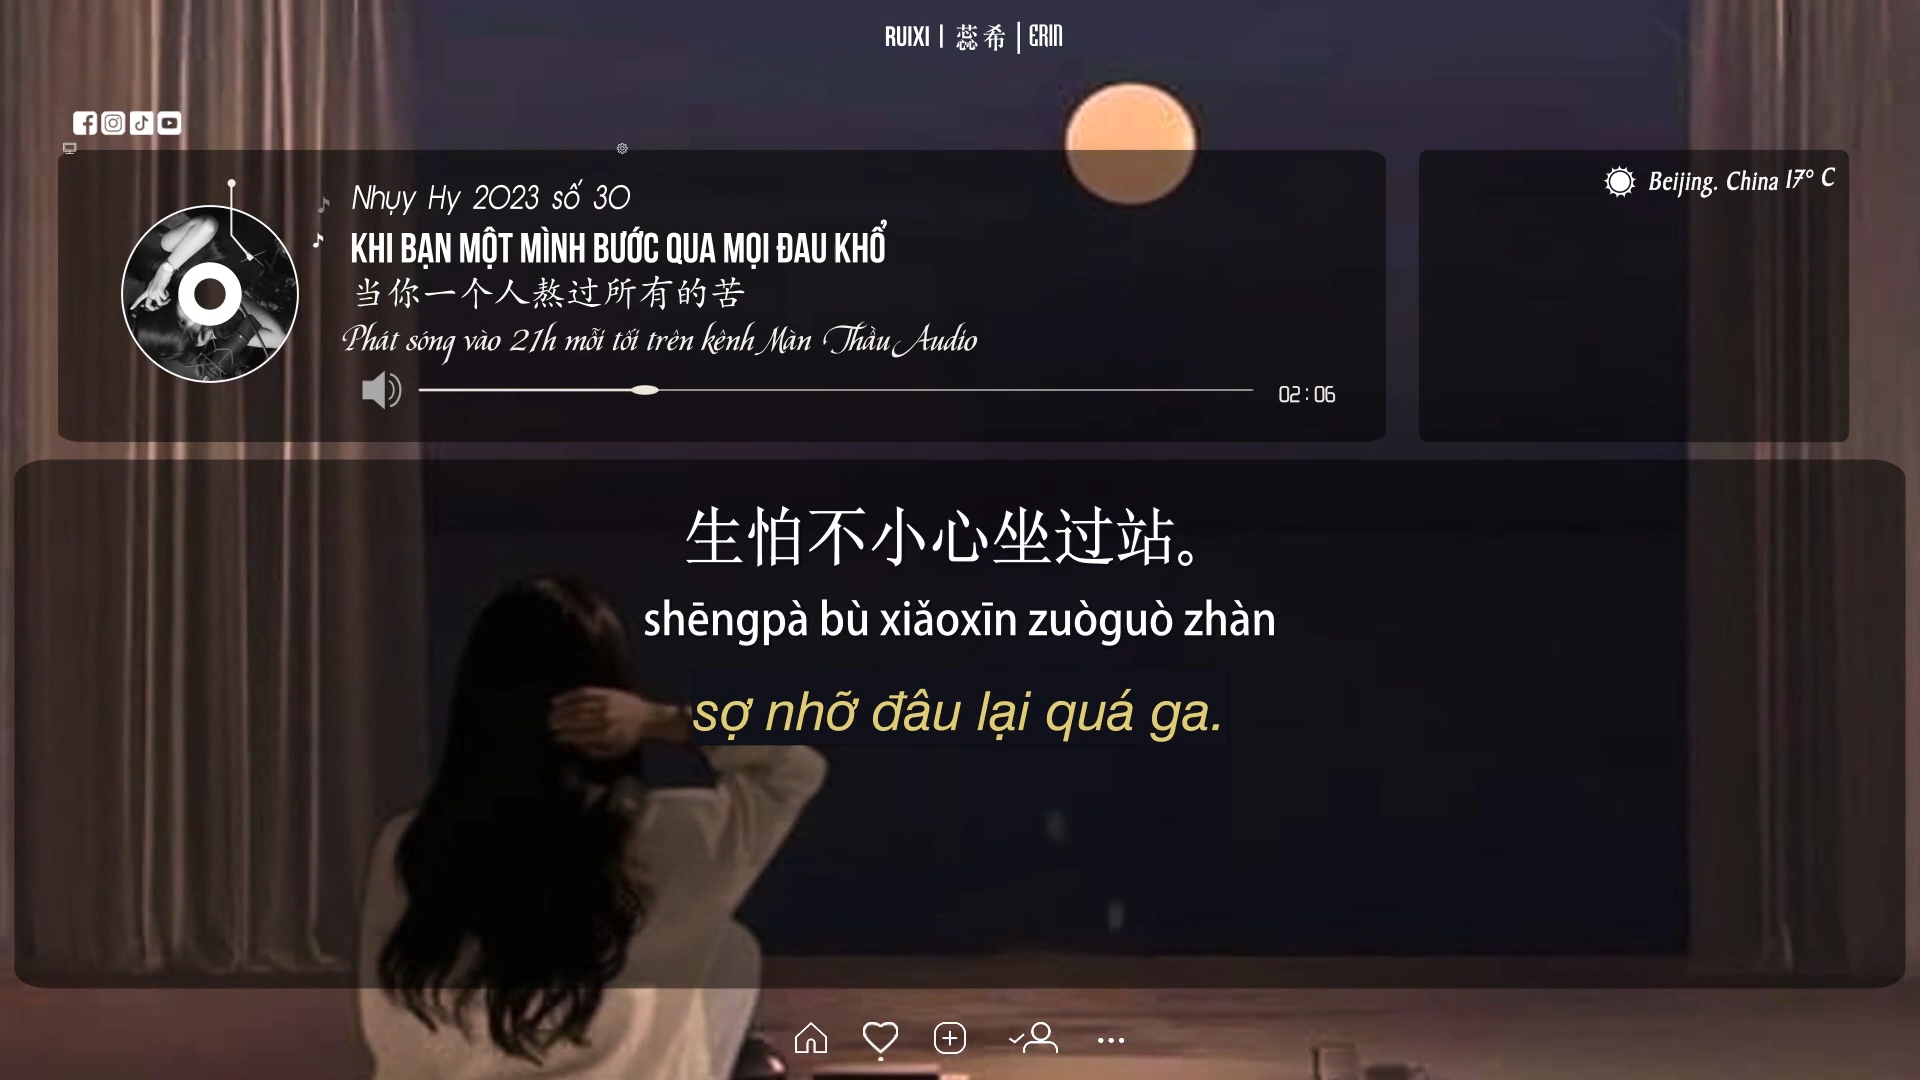 RUIXI | 蕊希 | ERIN
Nhụy Hy 2023 số 30
KHI BẠN MỘT MÌNH BƯỚC QUA MỌI ĐAU KHỔ
当你一个人熬过所有的苦
Phát sóng vào 21h mỗi tối trên kênh Màn Thầu Audio
02:06
Beijing. China 17° C
生怕不小心坐过站。
shēngpà bù xiǎoxīn zuòguò zhàn
sợ nhỡ đâu lại quá ga.